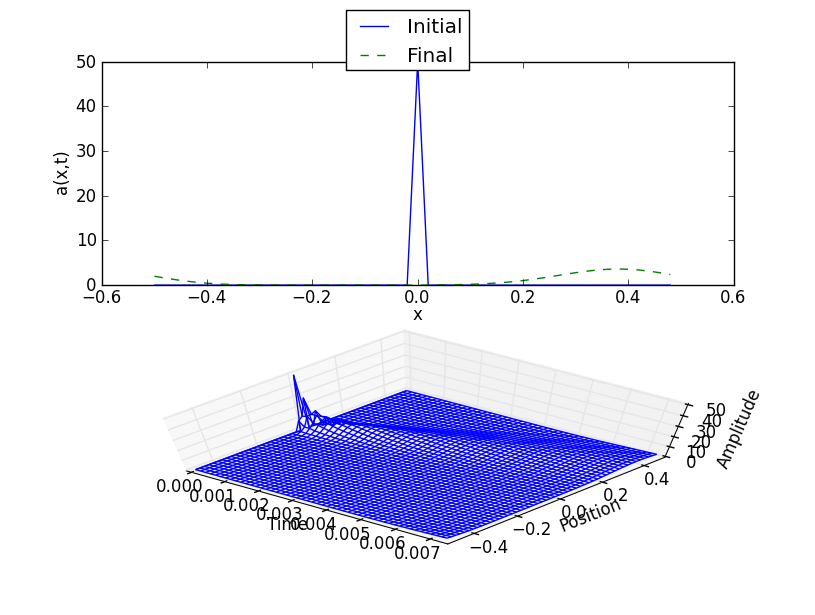 Initial
Final
50
40
30
20
10
0
a(x,t)
−0.6 −0.4 −0.2 0.0 0.2 0.4 0.6
x
50
40
30
20
10
0
Amplitude
0.000 0.001 0.002 0.003 0.004 0.005 0.006 0.007
Time
−0.4 −0.2 0.0 0.2 0.4
Position